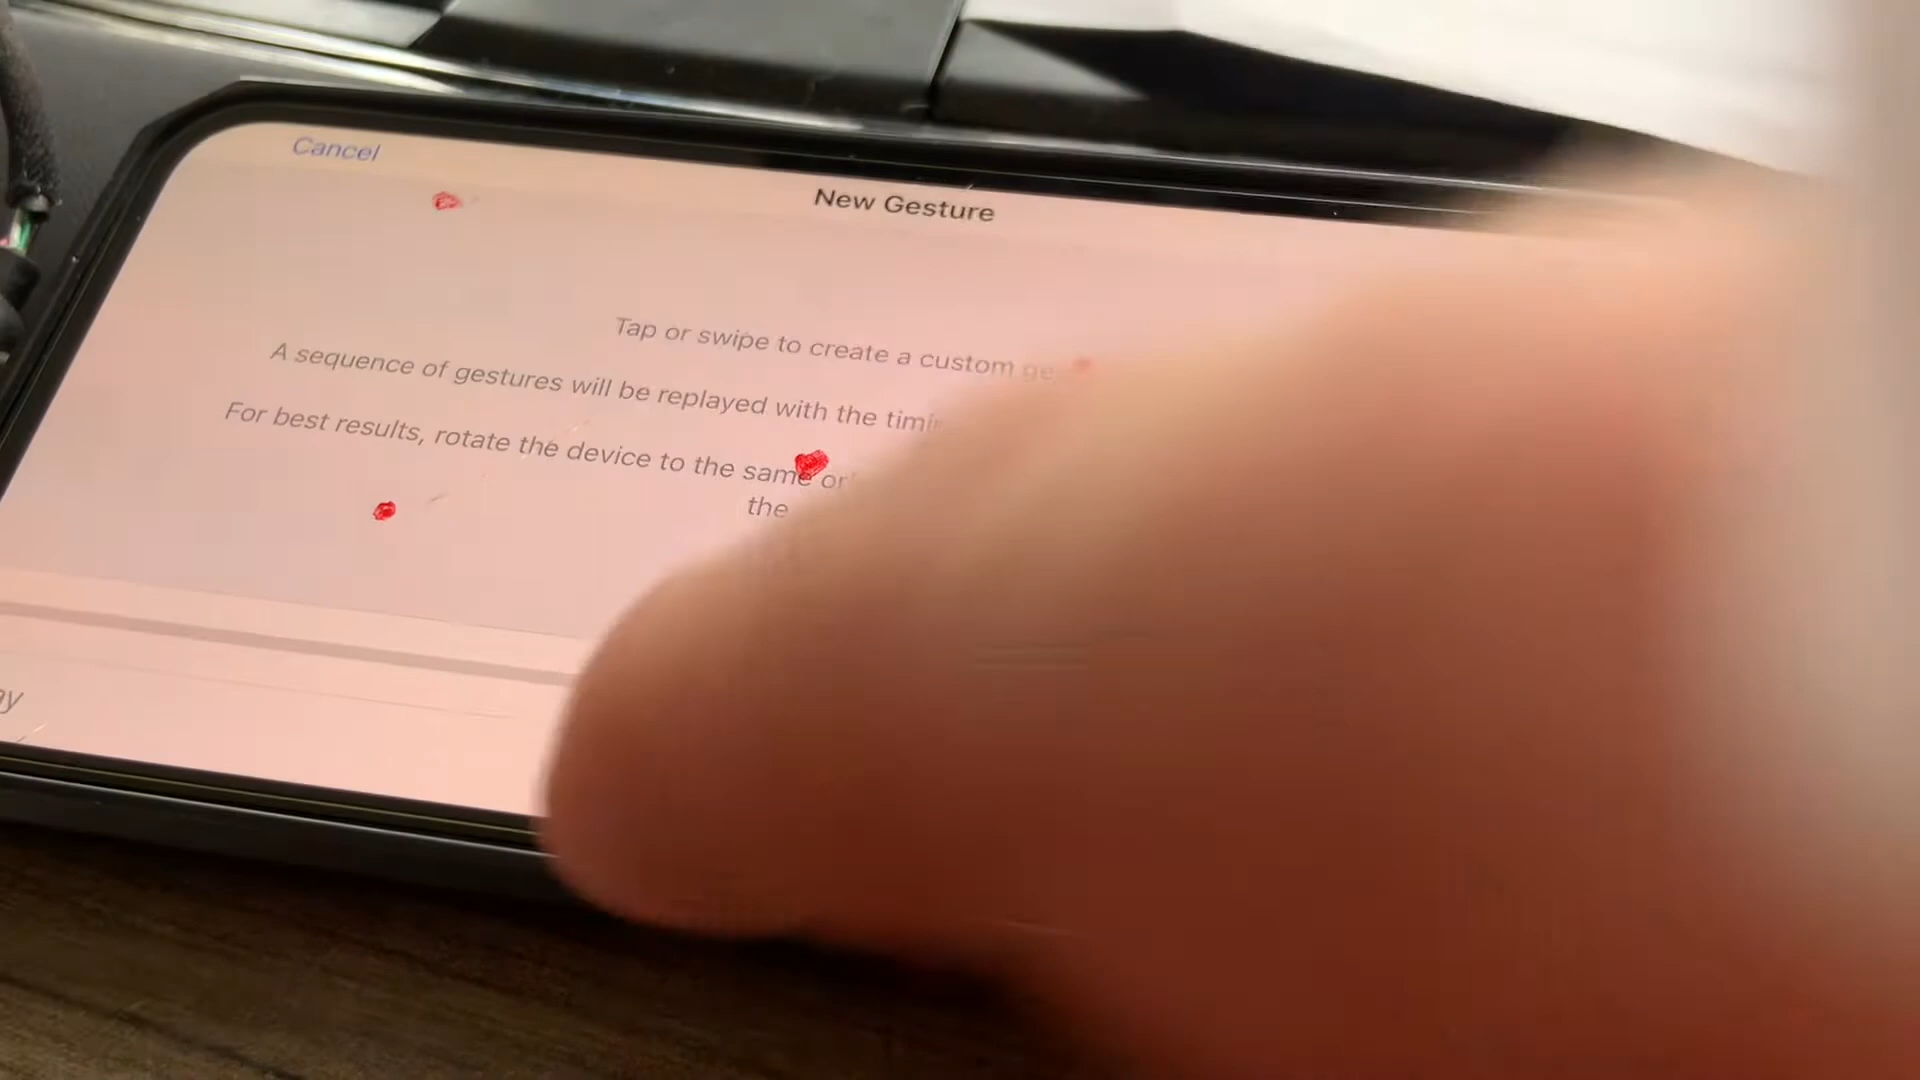 Cancel
New Gesture
Tap or swipe to create a custom
A sequence of gestures will be replayed with the
For best results, rotate the device to the same
the